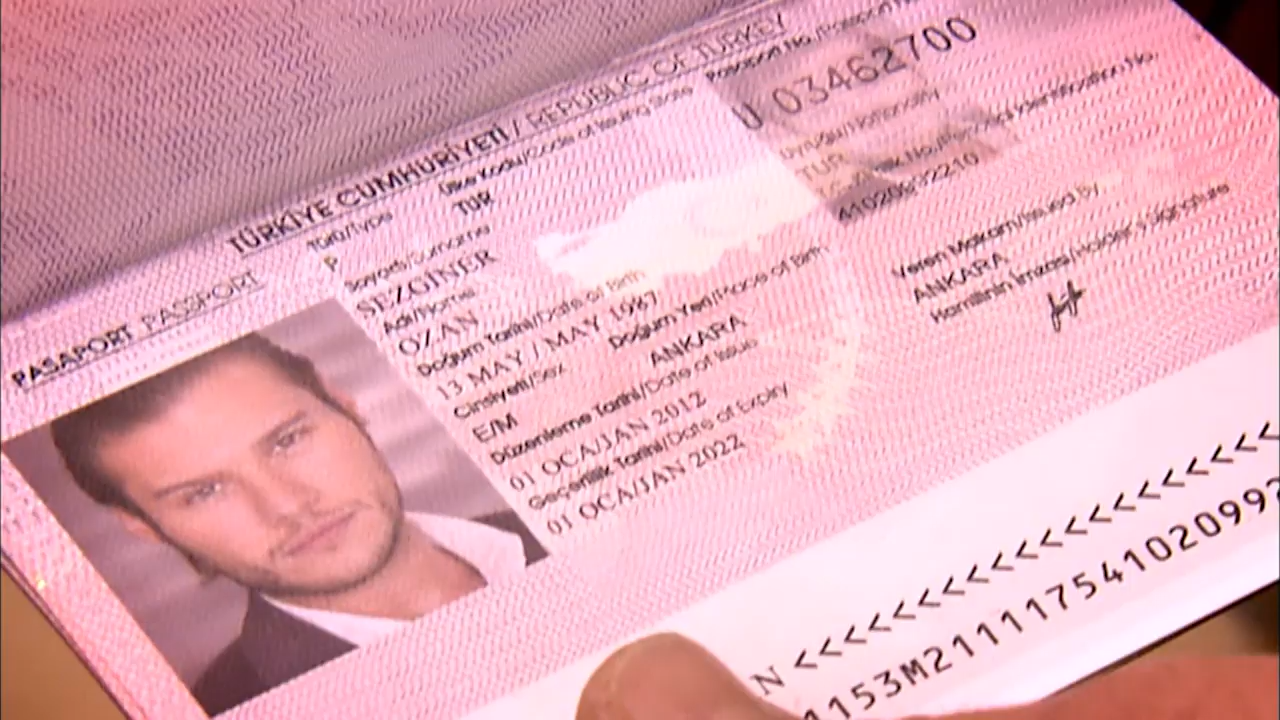 TÜRKİYE CUMHURİYETİ / REPUBLIC OF TURKEY
PASAPORT PASSPORT
Türü/Type
P
Ülke Kodu/Code of Issuing State
TUR
Pasaport No./Passport No.
U 03462700
Soyadı/Surname
SEZGİNER
Uyruğu/Nationality
TUR
Adı/Name
OZAN
Doğum Tarihi/Date of Birth
13 MAY / MAY 1987
Cinsiyeti/Sex
E/M
Doğum Yeri/Place of Birth
ANKARA
Düzenleme Tarihi/Date of Issue
01 OCA/JAN 2012
Geçerlilik Tarihi/Date of Expiry
01 OCA/JAN 2022
Veren Makam/Issued by
ANKARA
Hamilinin İmzası/Holder's Signature
N <<<<<<<<<<<<<<<<<<<<<<
1153M2111117541020992